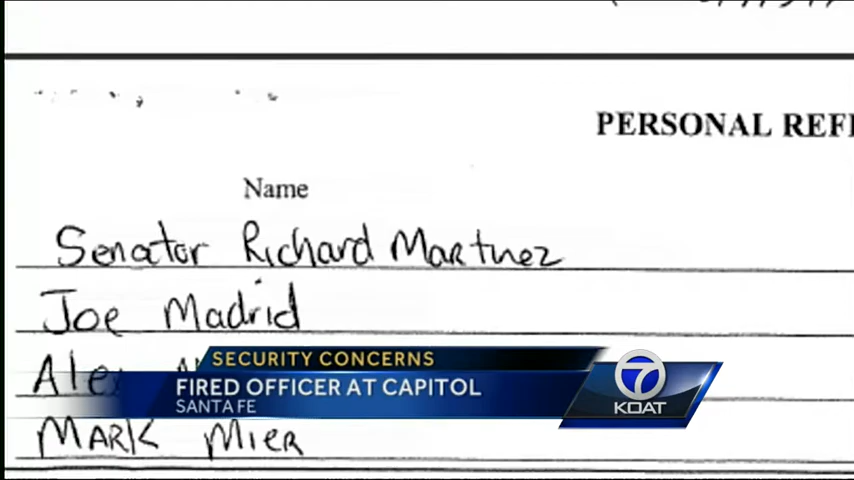 PERSONAL
Name
Senator Richard Martnez
Joe Madrid
SECURITY CONCERNS
FIRED OFFICER AT CAPITOL
SANTA FE
7
KOAT
MARK Mier